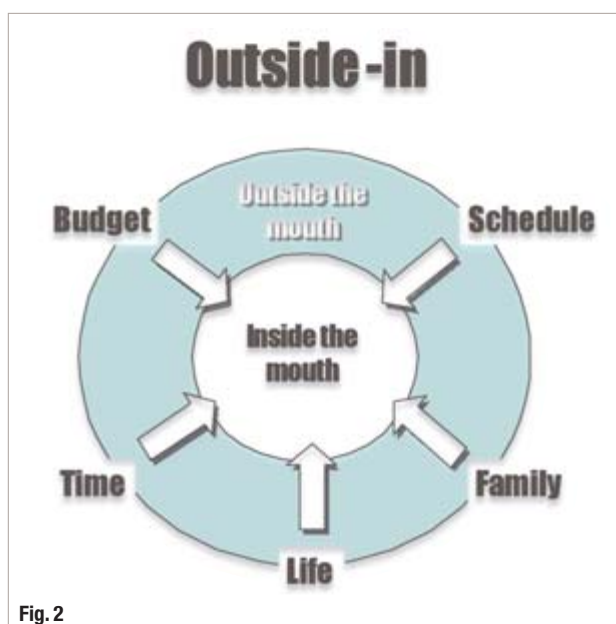 Outside-in
Outside the
mouth
Budget
Schedule
Inside the
mouth
Time
Family
Life
Fig. 2